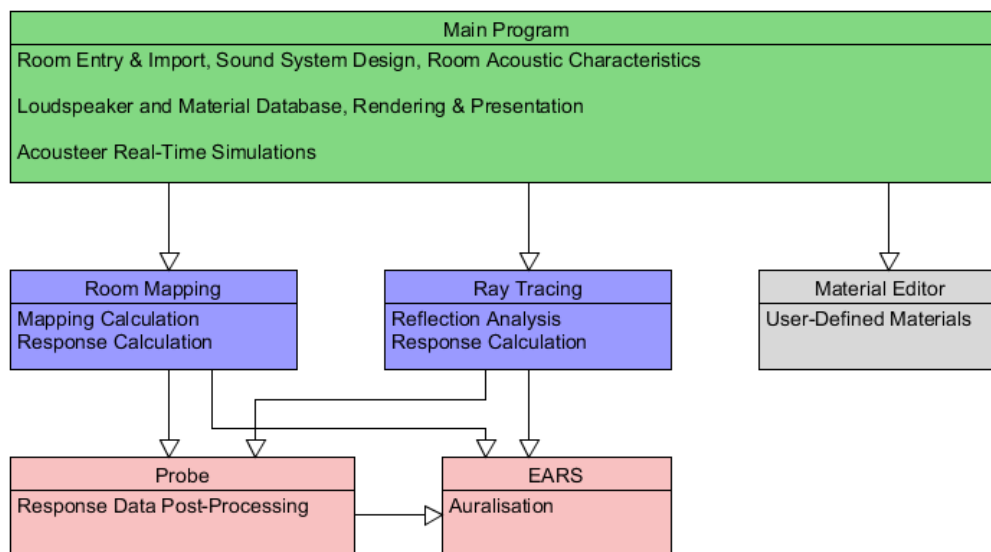 Main Program
Room Entry & Import, Sound System Design, Room Acoustic Characteristics
Loudspeaker and Material Database, Rendering & Presentation
Acousteer Real-Time Simulations
Room Mapping
Mapping Calculation
Response Calculation
Ray Tracing
Reflection Analysis
Response Calculation
Material Editor
User-Defined Materials
Probe
Response Data Post-Processing
EARS
Auralisation